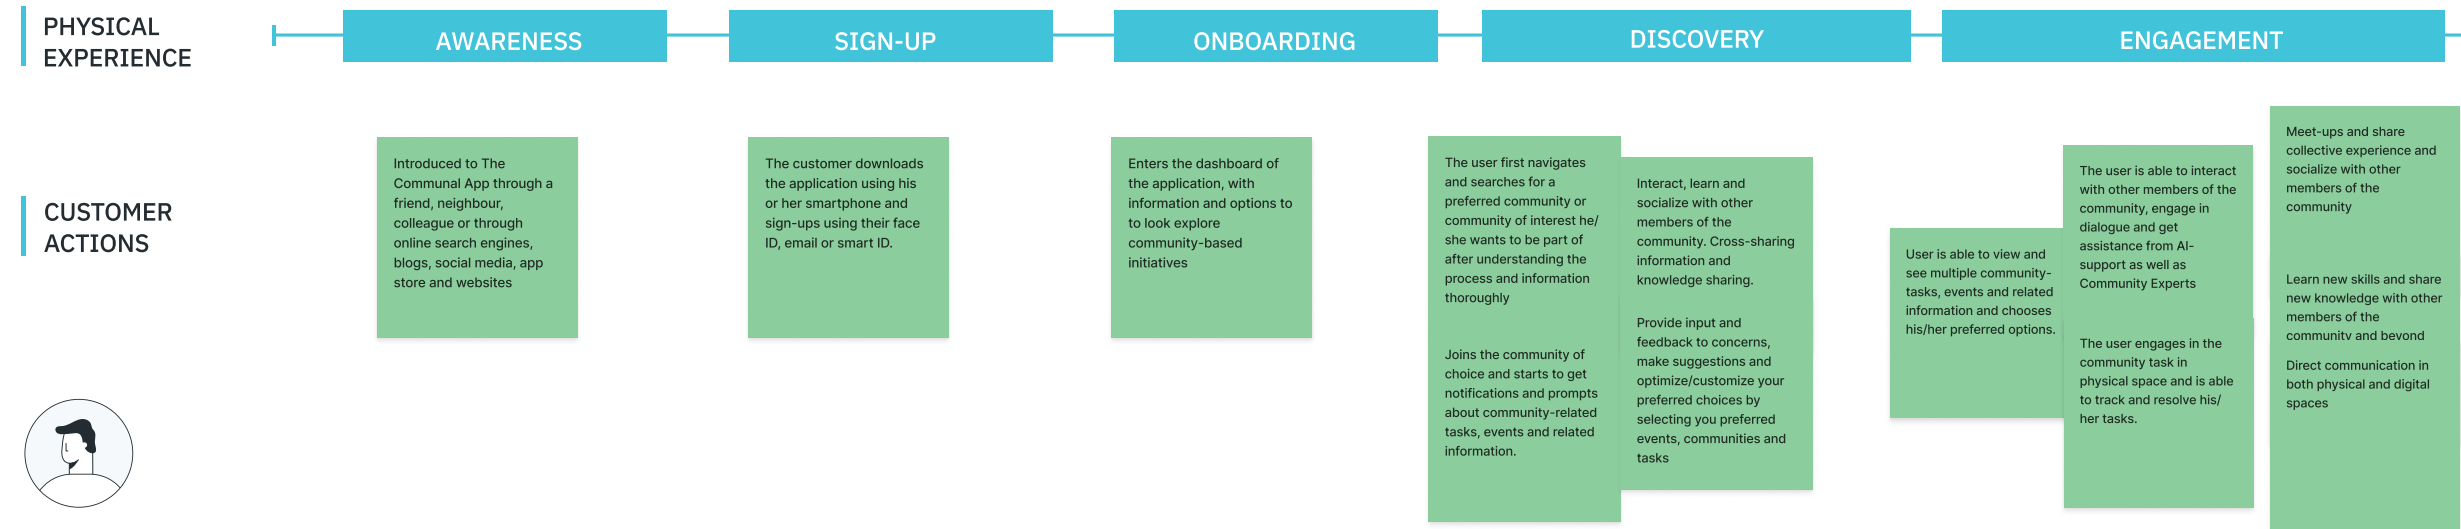 PHYSICAL
EXPERIENCE
AWARENESS
SIGN-UP
ONBOARDING
DISCOVERY
ENGAGEMENT
CUSTOMER
ACTIONS
Introduced to The
Communal App through a
friend, neighbour,
colleague or through
online search engines,
blogs, social media, app
store and websites
The customer downloads
the application using his
or her smartphone and
sign-ups using their face
ID, email or smart ID.
Enters the dashboard of
the application, with
information and options to
to look explore
community-based
initiatives
The user first navigates
and searches for a
preferred community or
community of interest he/
she wants to be part of
after understanding the
process and information
thoroughly
Joins the community of
choice and starts to get
notifications and prompts
about community-related
tasks, events and related
information.
Interact, learn and
socialize with other
members of the
community. Cross-sharing
information and
knowledge sharing.
Provide input and
feedback to concerns,
make suggestions and
optimize/customize your
preferred choices by
selecting you preferred
events, communities and
tasks
User is able to view and
see multiple community-
tasks, events and related
information and chooses
his/her preferred options.
The user is able to interact
with other members of the
community, engage in
dialogue and get
assistance from AI-
support as well as
Community Experts
The user engages in the
community task in
physical space and is able
to track and resolve his/
her tasks.
Meet-ups and share
collective experience and
socialize with other
members of the
community
Learn new skills and share
new knowledge with other
members of the
community and beyond
Direct communication in
both physical and digital
spaces